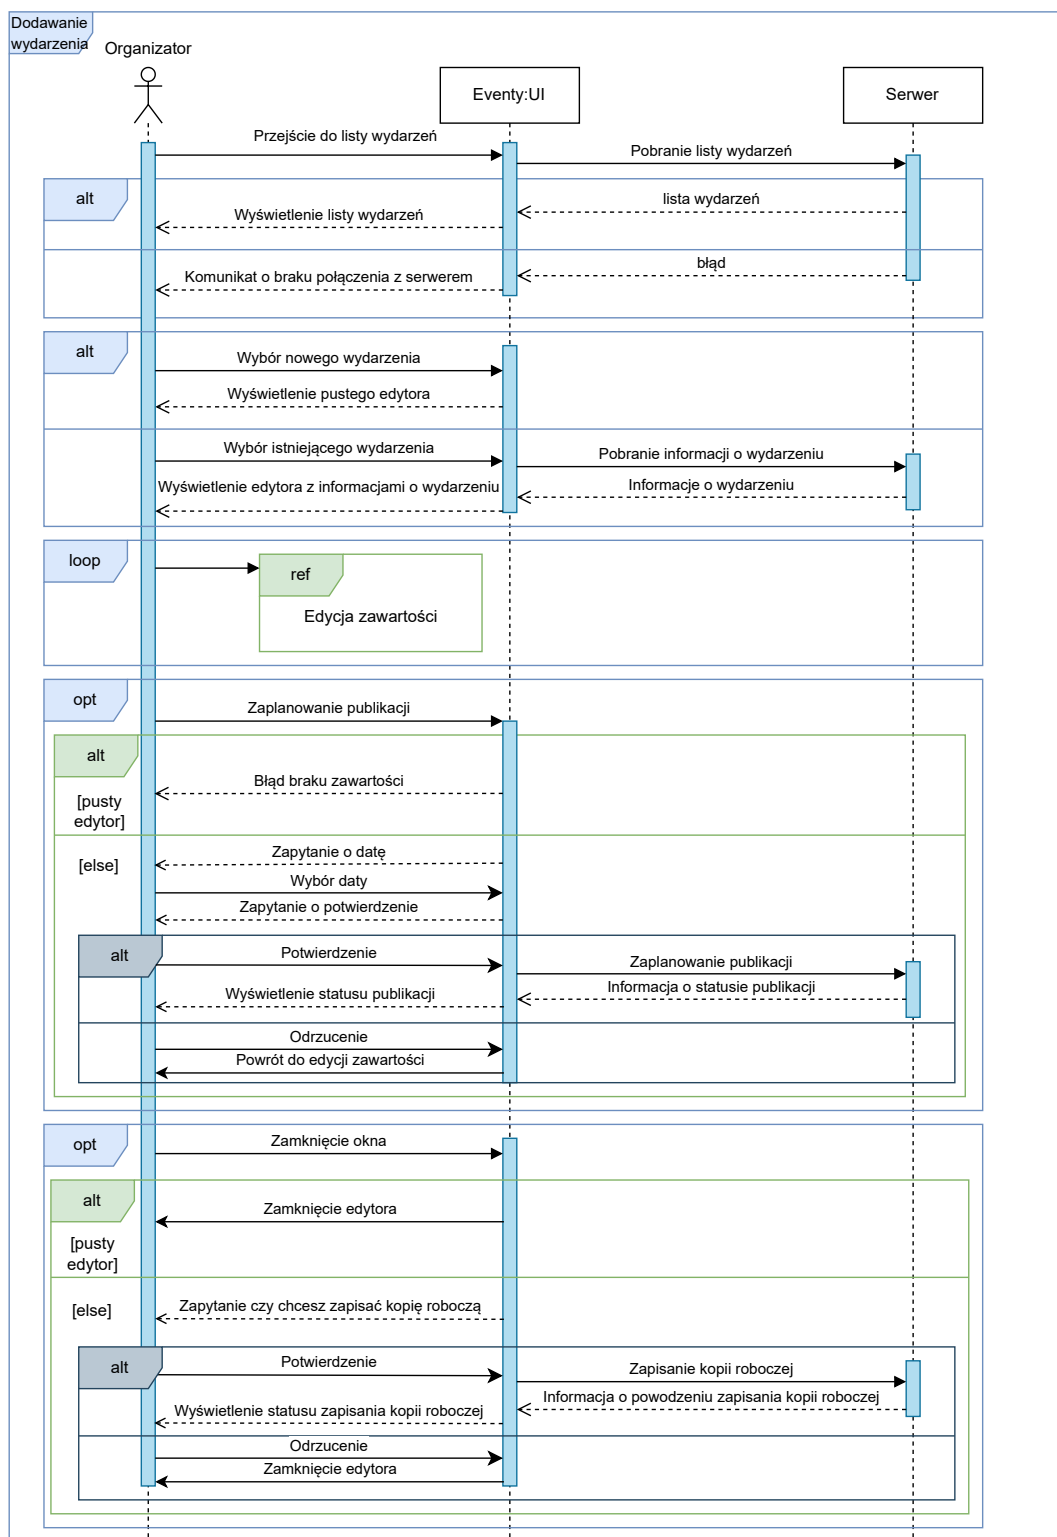 Dodawanie
wydarzenia
Organizator
Eventy:UI
Serwer
Przejście do listy wydarzeń
Pobranie listy wydarzeń
alt
lista wydarzeń
Wyświetlenie listy wydarzeń
błąd
Komunikat o braku połączenia z serwerem
alt
Wybór nowego wydarzenia
Wyświetlenie pustego edytora
Wybór istniejącego wydarzenia
Pobranie informacji o wydarzeniu
Wyświetlenie edytora z informacjami o wydarzeniu
Informacje o wydarzeniu
loop
ref
Edycja zawartości
opt
Zaplanowanie publikacji
alt
Błąd braku zawartości
[pusty
edytor]
Zapytanie o datę
[else]
Wybór daty
Zapytanie o potwierdzenie
alt
Potwierdzenie
Zaplanowanie publikacji
Informacja o statusie publikacji
Wyświetlenie statusu publikacji
Odrzucenie
Powrót do edycji zawartości
opt
Zamknięcie okna
alt
Zamknięcie edytora
[pusty
edytor]
[else]
Zapytanie czy chcesz zapisać kopię roboczą
alt
Potwierdzenie
Zapisanie kopii roboczej
Informacja o powodzeniu zapisania kopii roboczej
Wyświetlenie statusu zapisania kopii roboczej
Odrzucenie
Zamknięcie edytora